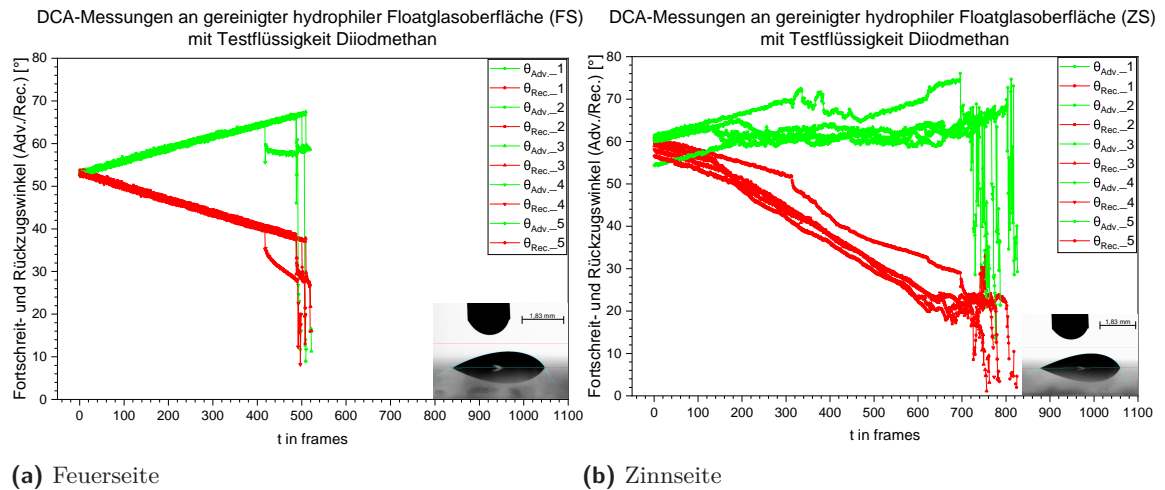 DCA-Messungen an gereinigter hydrophiler Floatglasoberfläche (FS)
mit Testflüssigkeit Diiodmethan
Fortschreit- und Rückzugswinkel (Adv./Rec.) [°]
80
70
60
50
40
30
20
10
0
θAdv._1
θRec._1
θAdv._2
θRec._2
θAdv._3
θRec._3
θAdv._4
θRec._4
θAdv._5
θRec._5
1,83 mm
0 100 200 300 400 500 600 700 800 900 1000 1100
t in frames
(a) Feuerseite
DCA-Messungen an gereinigter hydrophiler Floatglasoberfläche (ZS)
mit Testflüssigkeit Diiodmethan
Fortschreit- und Rückzugswinkel (Adv./Rec.) [°]
80
70
60
50
40
30
20
10
0
θAdv._1
θRec._1
θAdv._2
θRec._2
θAdv._3
θRec._3
θAdv._4
θRec._4
θAdv._5
θRec._5
1,83 mm
0 100 200 300 400 500 600 700 800 900 1000 1100
t in frames
(b) Zinnseite